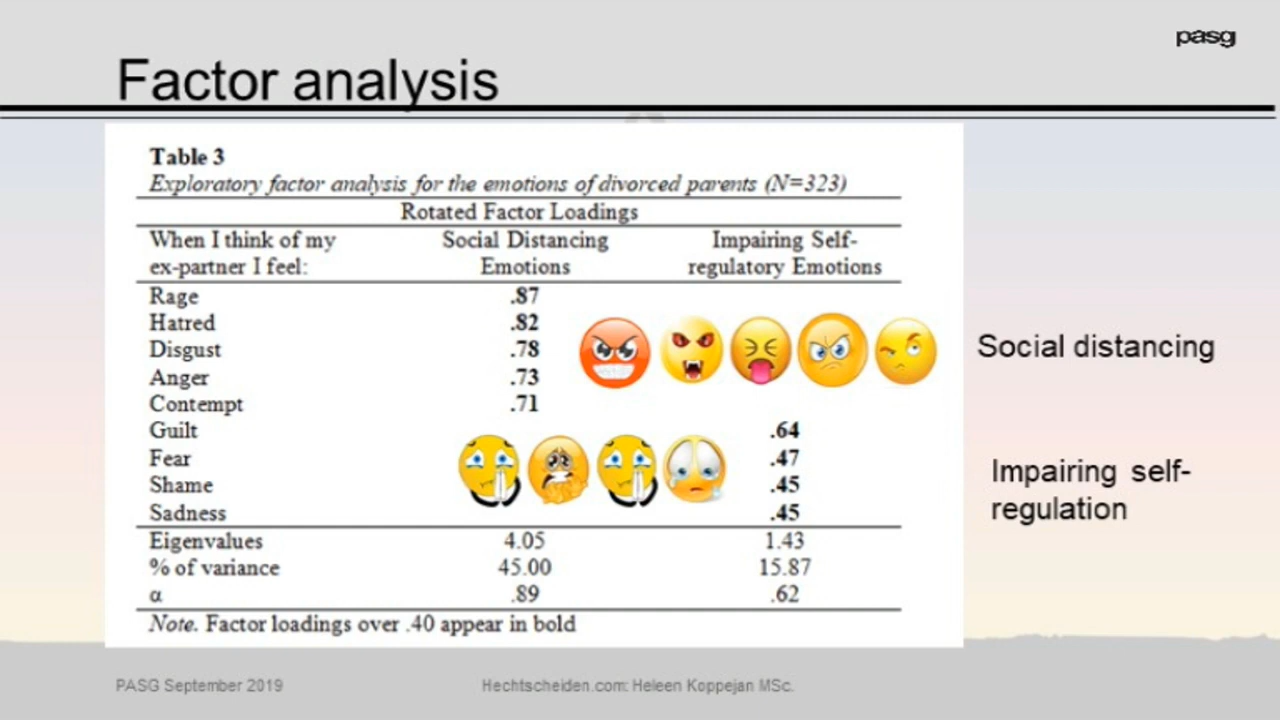 pasg
Factor analysis
Table 3
Exploratory factor analysis for the emotions of divorced parents (N=323)
Rotated Factor Loadings
When I think of my Social Distancing Impairing Self-
ex-partner I feel: Emotions regulatory Emotions
Rage .87
Hatred .82
Disgust .78
Anger .73
Contempt .71
Guilt .64
Fear .47
Shame .45
Sadness .45
Eigenvalues 4.05 1.43
% of variance 45.00 15.87
α .89 .62
Note. Factor loadings over .40 appear in bold
Social distancing
Impairing self-
regulation
PASG September 2019
Hechtscheiden.com: Heleen Koppejan MSc.